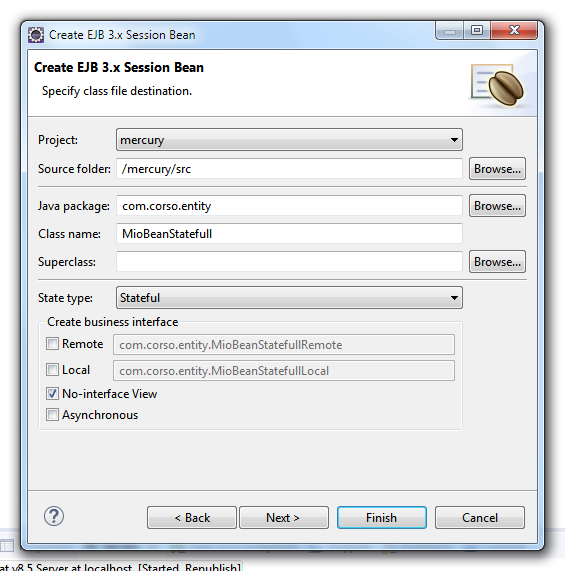 Create EJB 3.x Session Bean
Create EJB 3.x Session Bean
Specify class file destination.
Project: mercury
Source folder: /mercury/src Browse...
Java package: com.corso.entity Browse...
Class name: MioBeanStatefull
Superclass: Browse...
State type: Stateful
Create business interface
Remote com.corso.entity.MioBeanStatefullRemote
Local com.corso.entity.MioBeanStatefullLocal
No-interface View
Asynchronous
? < Back Next > Finish Cancel
at v8.5 Server at localhost [Started, Republish]